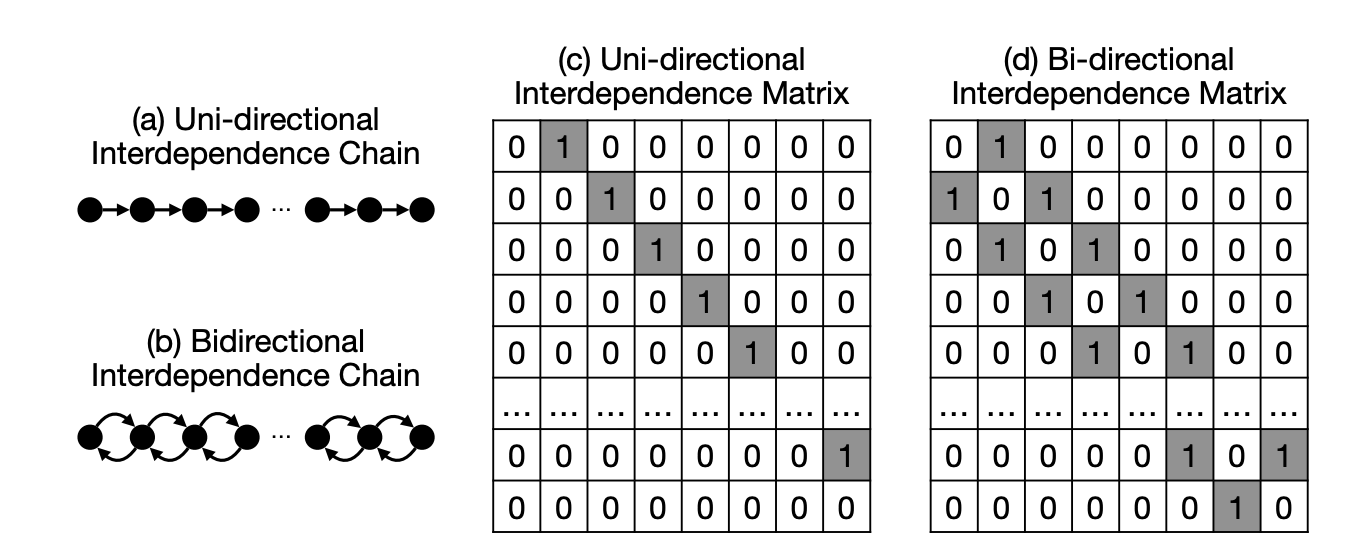 (a) Uni-directional
Interdependence Chain
...
(b) Bidirectional
Interdependence Chain
...
(c) Uni-directional
Interdependence Matrix
0 1 0 0 0 0 0 0
0 0 1 0 0 0 0 0
0 0 0 1 0 0 0 0
0 0 0 0 1 0 0 0
0 0 0 0 0 1 0 0
... ... ... ... ... ... ... ...
0 0 0 0 0 0 0 1
0 0 0 0 0 0 0 0
(d) Bi-directional
Interdependence Matrix
0 1 0 0 0 0 0 0
1 0 1 0 0 0 0 0
0 1 0 1 0 0 0 0
0 0 1 0 1 0 0 0
0 0 0 1 0 1 0 0
... ... ... ... ... ... ... ...
0 0 0 0 0 1 0 1
0 0 0 0 0 0 1 0